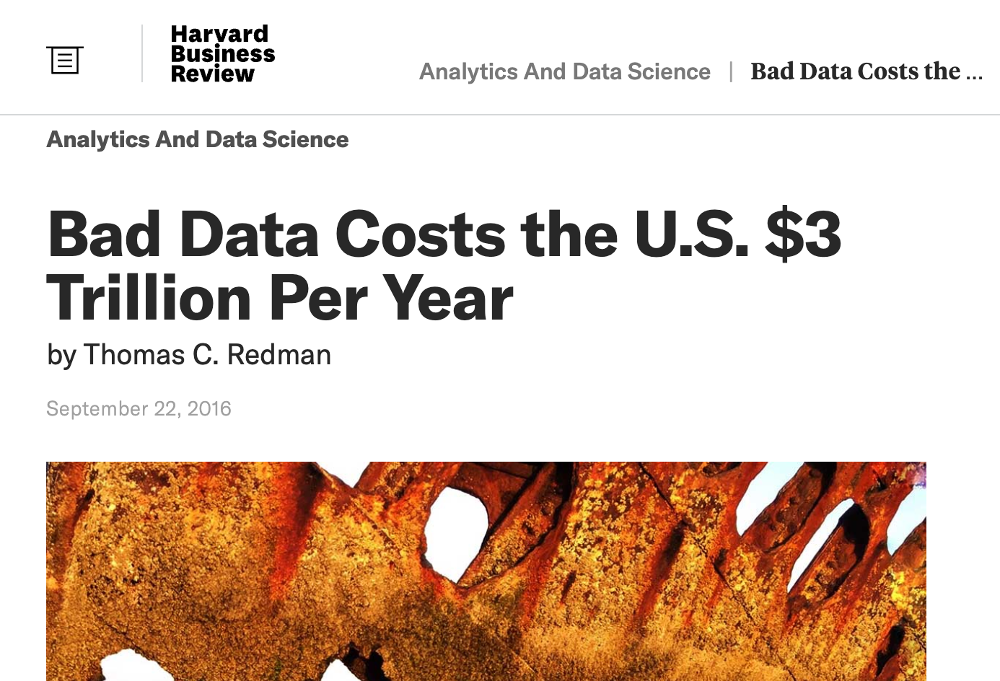 Harvard
Business
Review
Analytics And Data Science | Bad Data Costs the ...
Analytics And Data Science
Bad Data Costs the U.S. $3
Trillion Per Year
by Thomas C. Redman
September 22, 2016